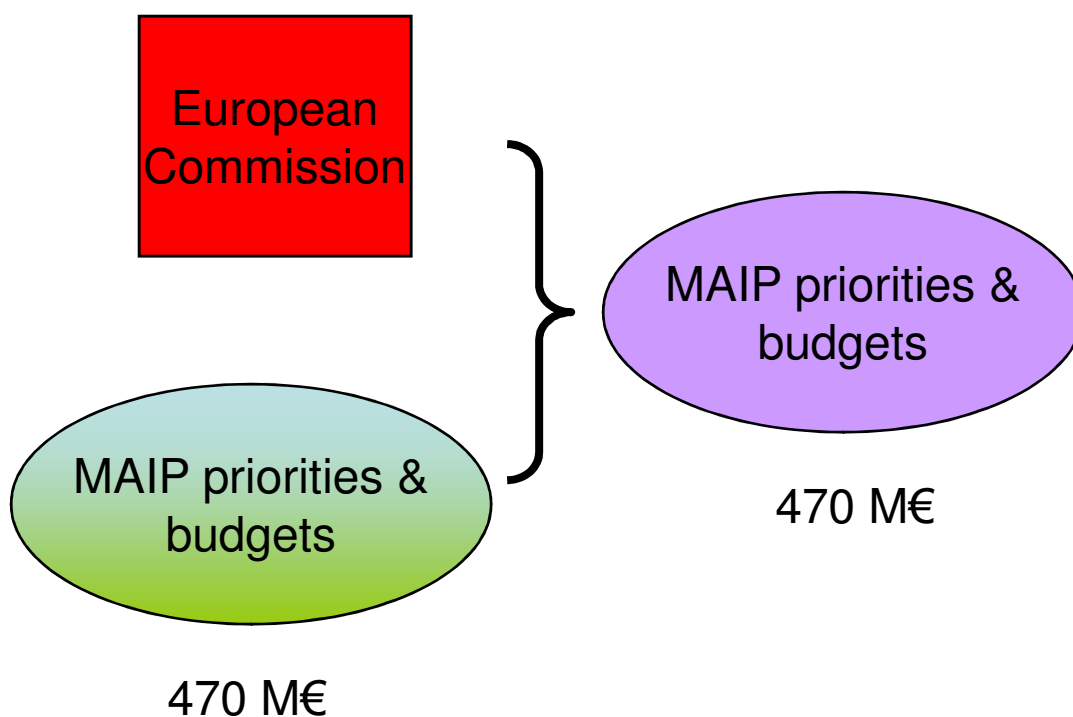 European
Commission
MAIP priorities &
budgets
470 M€
MAIP priorities &
budgets
470 M€